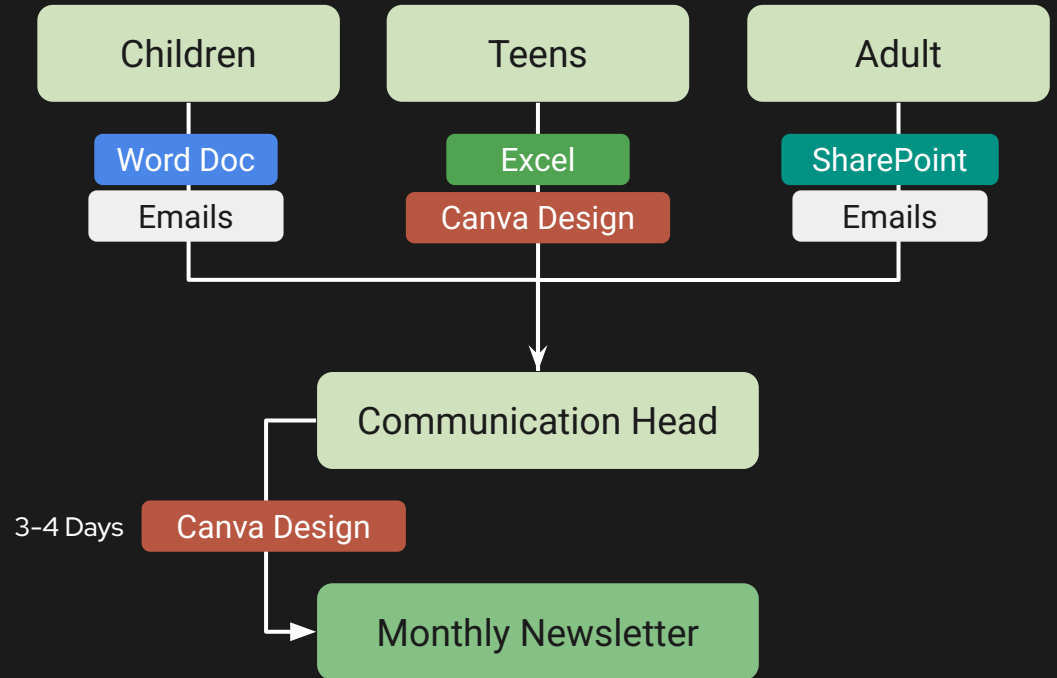 Children
Teens
Adult
Word Doc
Excel
SharePoint
Emails
Canva Design
Emails
Communication Head
3-4 Days
Canva Design
Monthly Newsletter